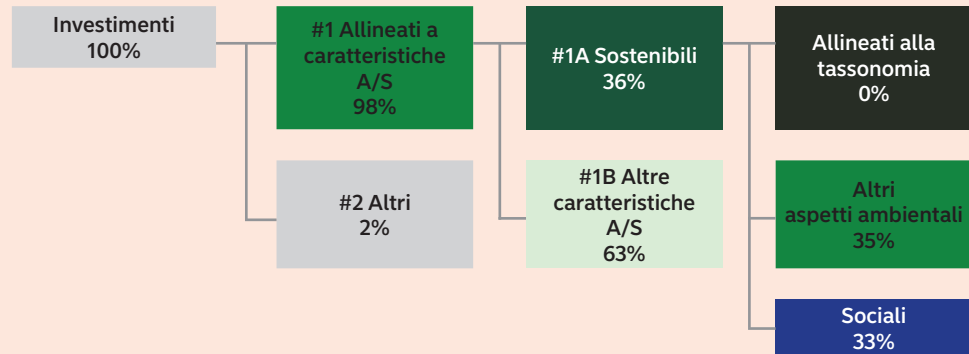 Investimenti
100%
#1 Allineati a
caratteristiche
A/S
98%
#1A Sostenibili
36%
Allineati alla
tassonomia
0%
#2 Altri
2%
#1B Altre
caratteristiche
A/S
63%
Altri
aspetti ambientali
35%
Sociali
33%